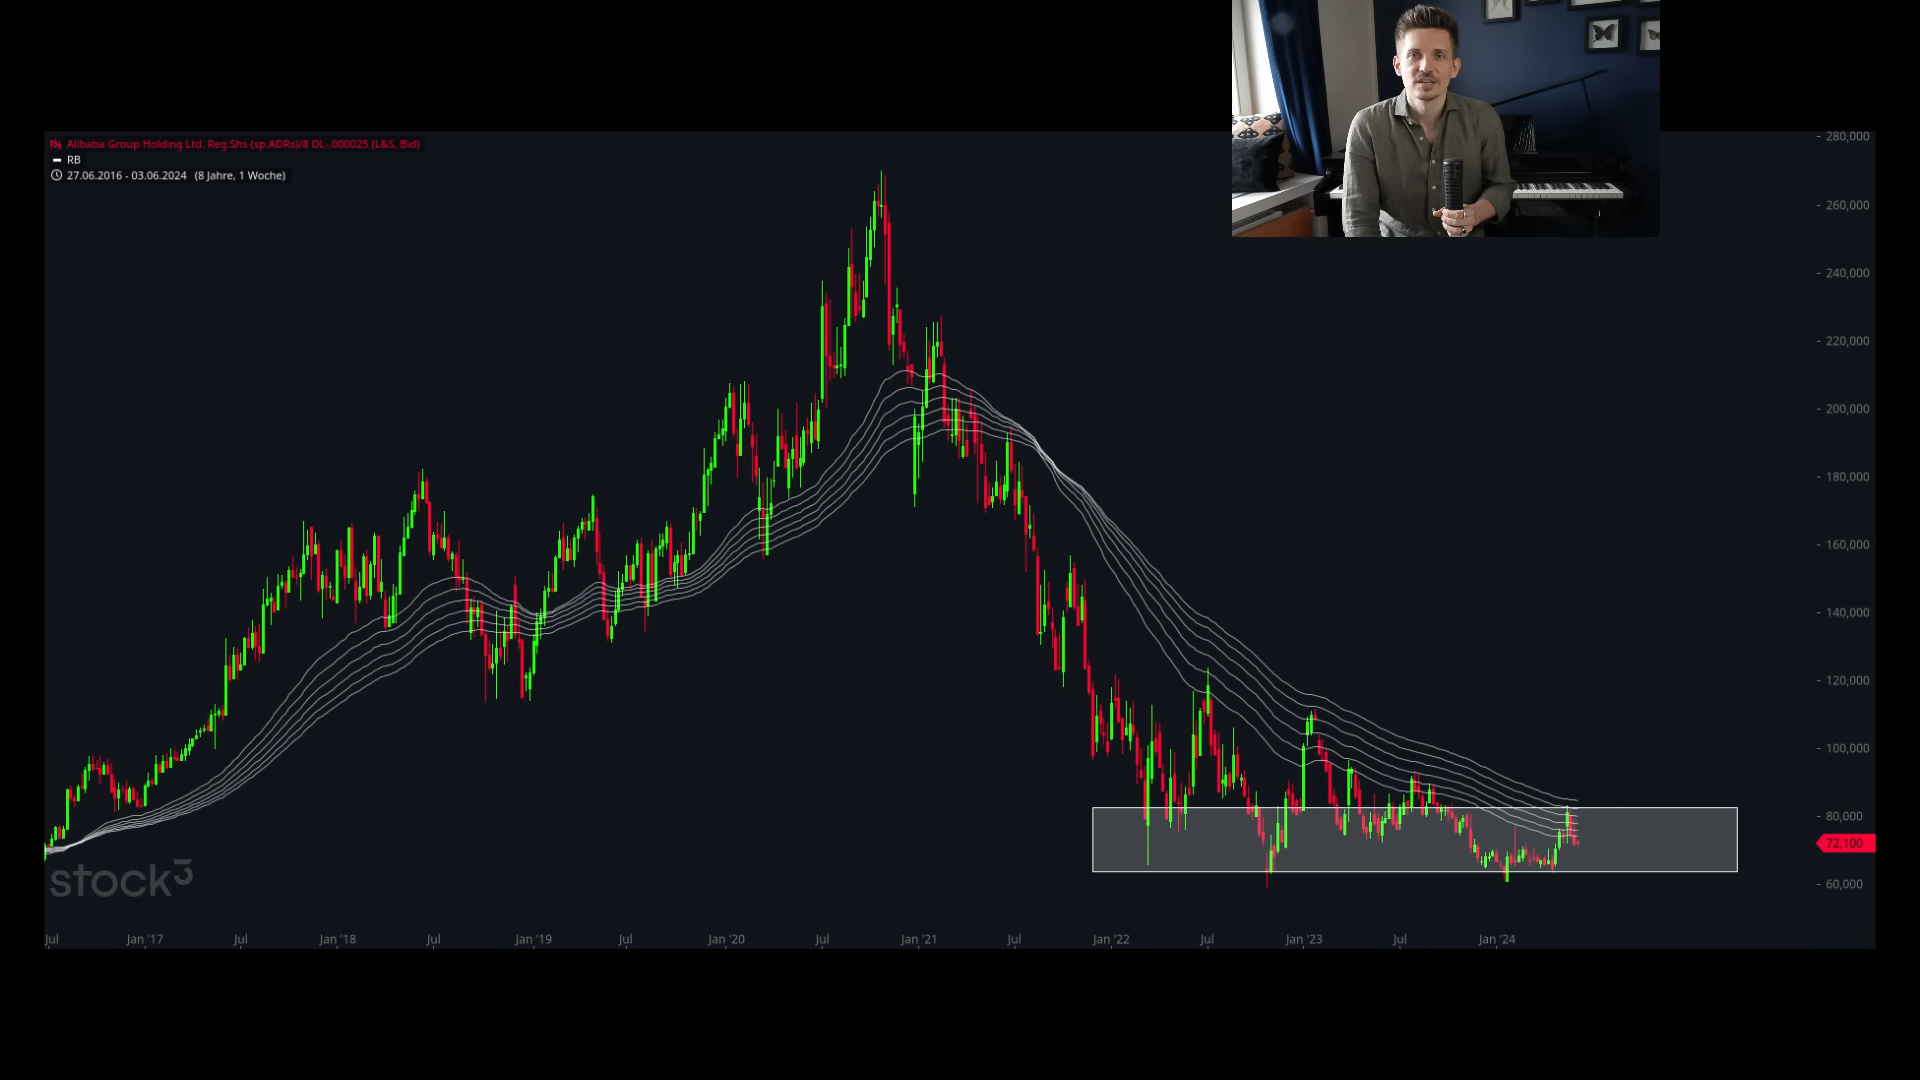 Alibaba Group Holding Ltd. Reg.Shs (sp.ADRs)/8 DL-,000025 (L&S, Bid)
RB
27.06.2016 - 03.06.2024 (8 Jahre, 1 Woche)
280,000
260,000
240,000
220,000
200,000
180,000
160,000
140,000
120,000
100,000
80,000
72,100
60,000
stock3
Jul Jan '17 Jul Jan '18 Jul Jan '19 Jul Jan '20 Jul Jan '21 Jul Jan '22 Jul Jan '23 Jul Jan '24